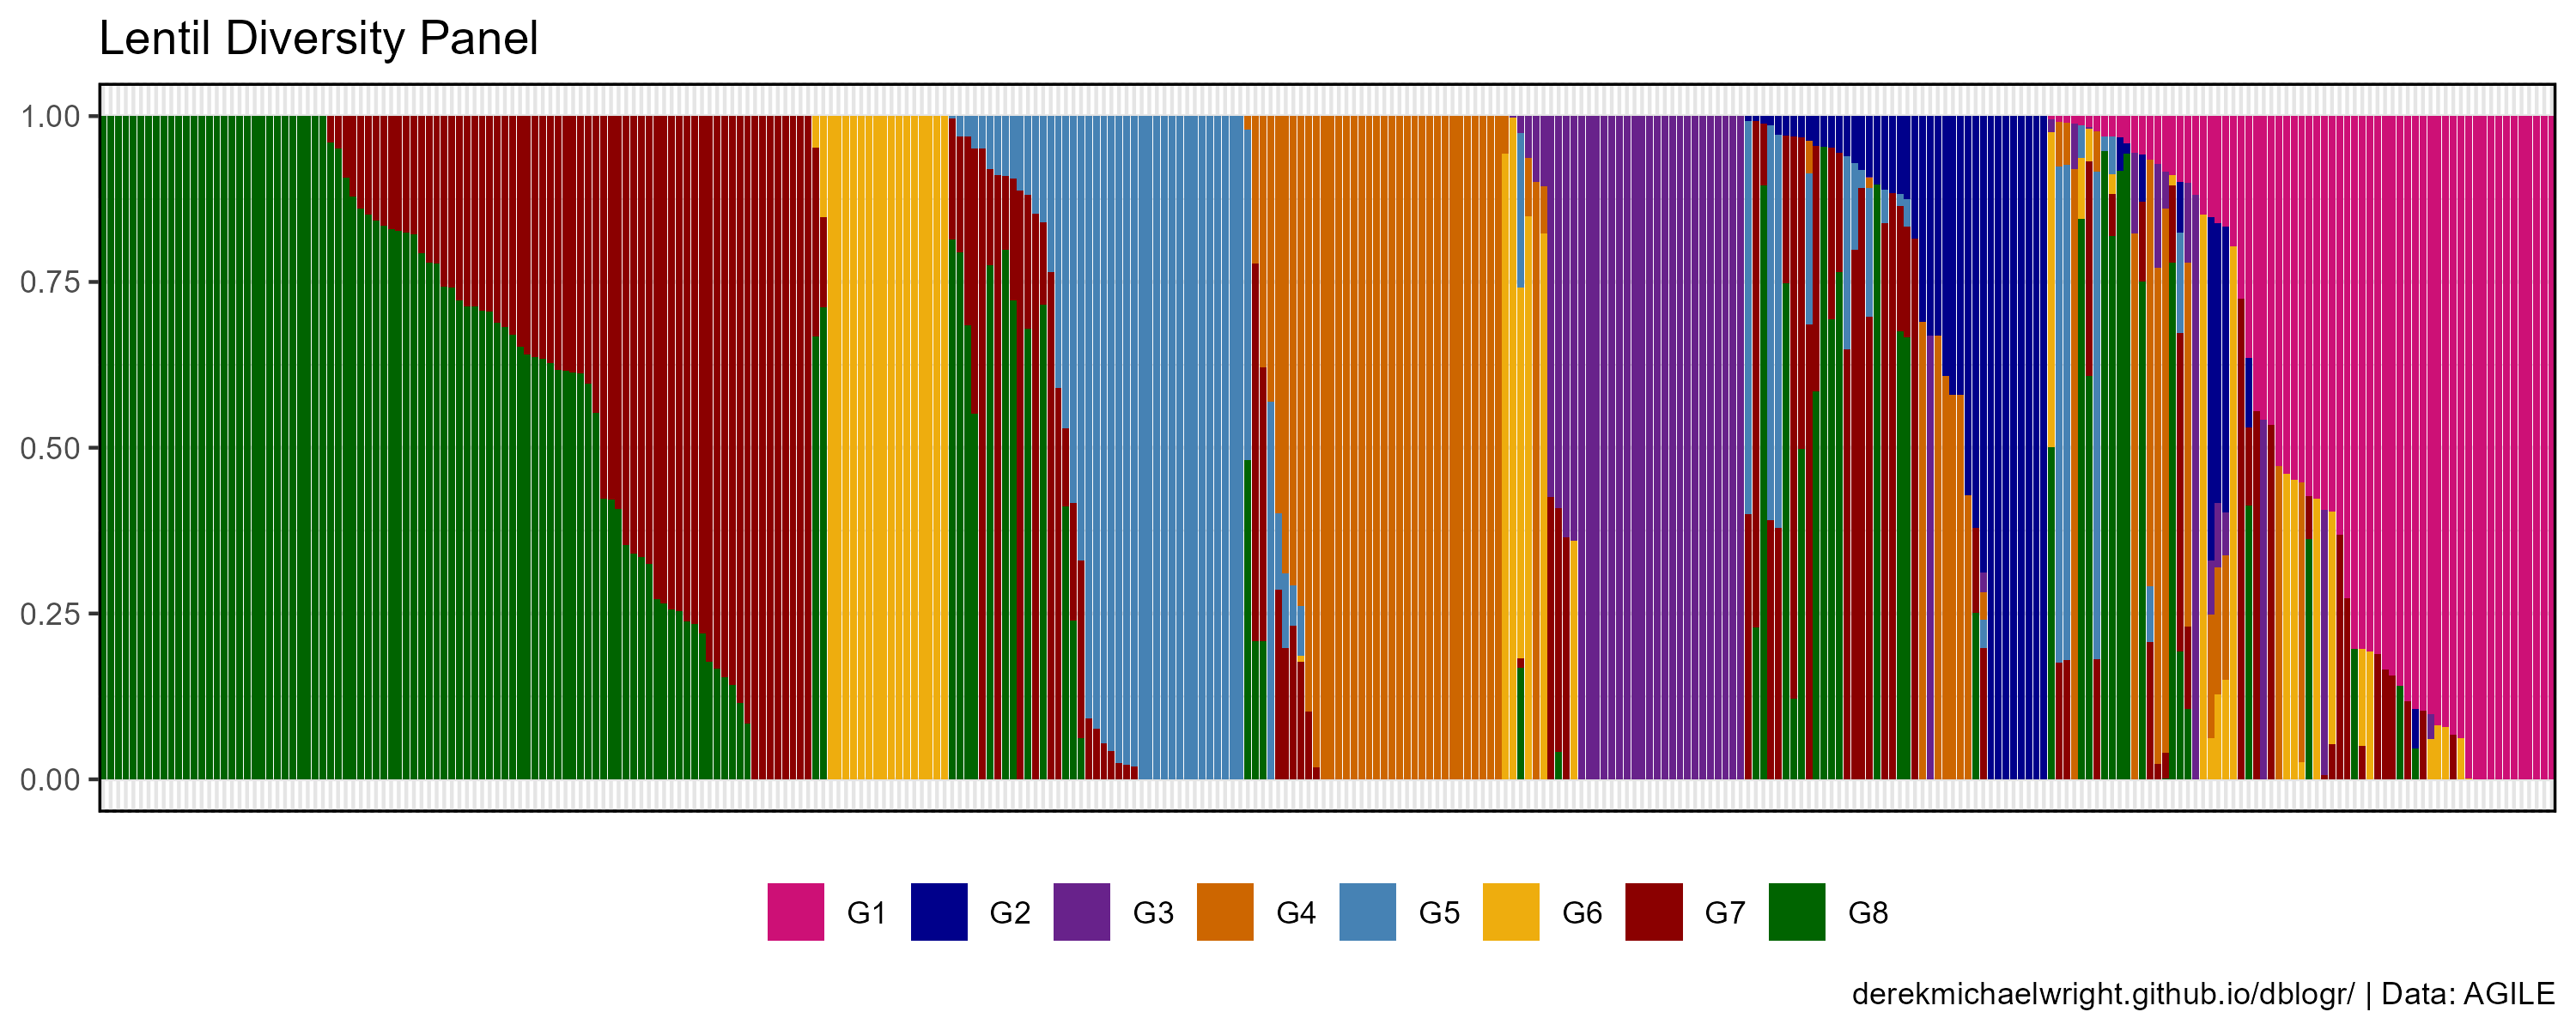 Lentil Diversity Panel
1.00
0.75
0.50
0.25
0.00
G1 G2 G3 G4 G5 G6 G7 G8
derekmichaelwright.github.io/dblogr/ | Data: AGILE